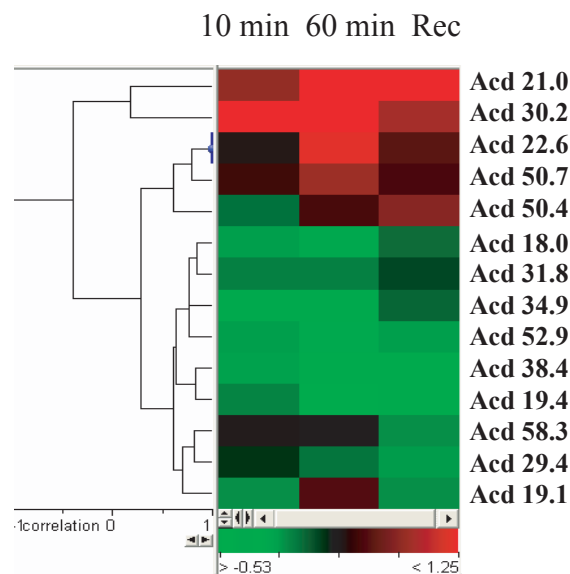 10 min 60 min Rec
Acd 21.0
Acd 30.2
Acd 22.6
Acd 50.7
Acd 50.4
Acd 18.0
Acd 31.8
Acd 34.9
Acd 52.9
Acd 38.4
Acd 19.4
Acd 58.3
Acd 29.4
Acd 19.1
-1correlation 0 1
> -0.53 < 1.25